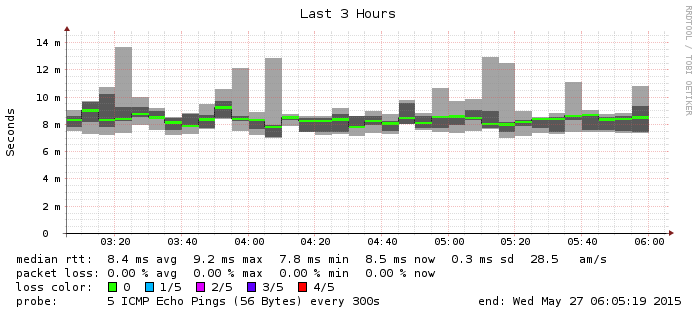 Last 3 Hours
RRDTOOL / TOBI OETIKER
Seconds
14 m
12 m
10 m
8 m
6 m
4 m
2 m
0
03:20 03:40 04:00 04:20 04:40 05:00 05:20 05:40 06:00
median rtt: 8.4 ms avg 9.2 ms max 7.8 ms min 8.5 ms now 0.3 ms sd 28.5 am/s
packet loss: 0.00 % avg 0.00 % max 0.00 % min 0.00 % now
loss color: 0 1/5 2/5 3/5 4/5
probe: 5 ICMP Echo Pings (56 Bytes) every 300s end: Wed May 27 06:05:19 2015